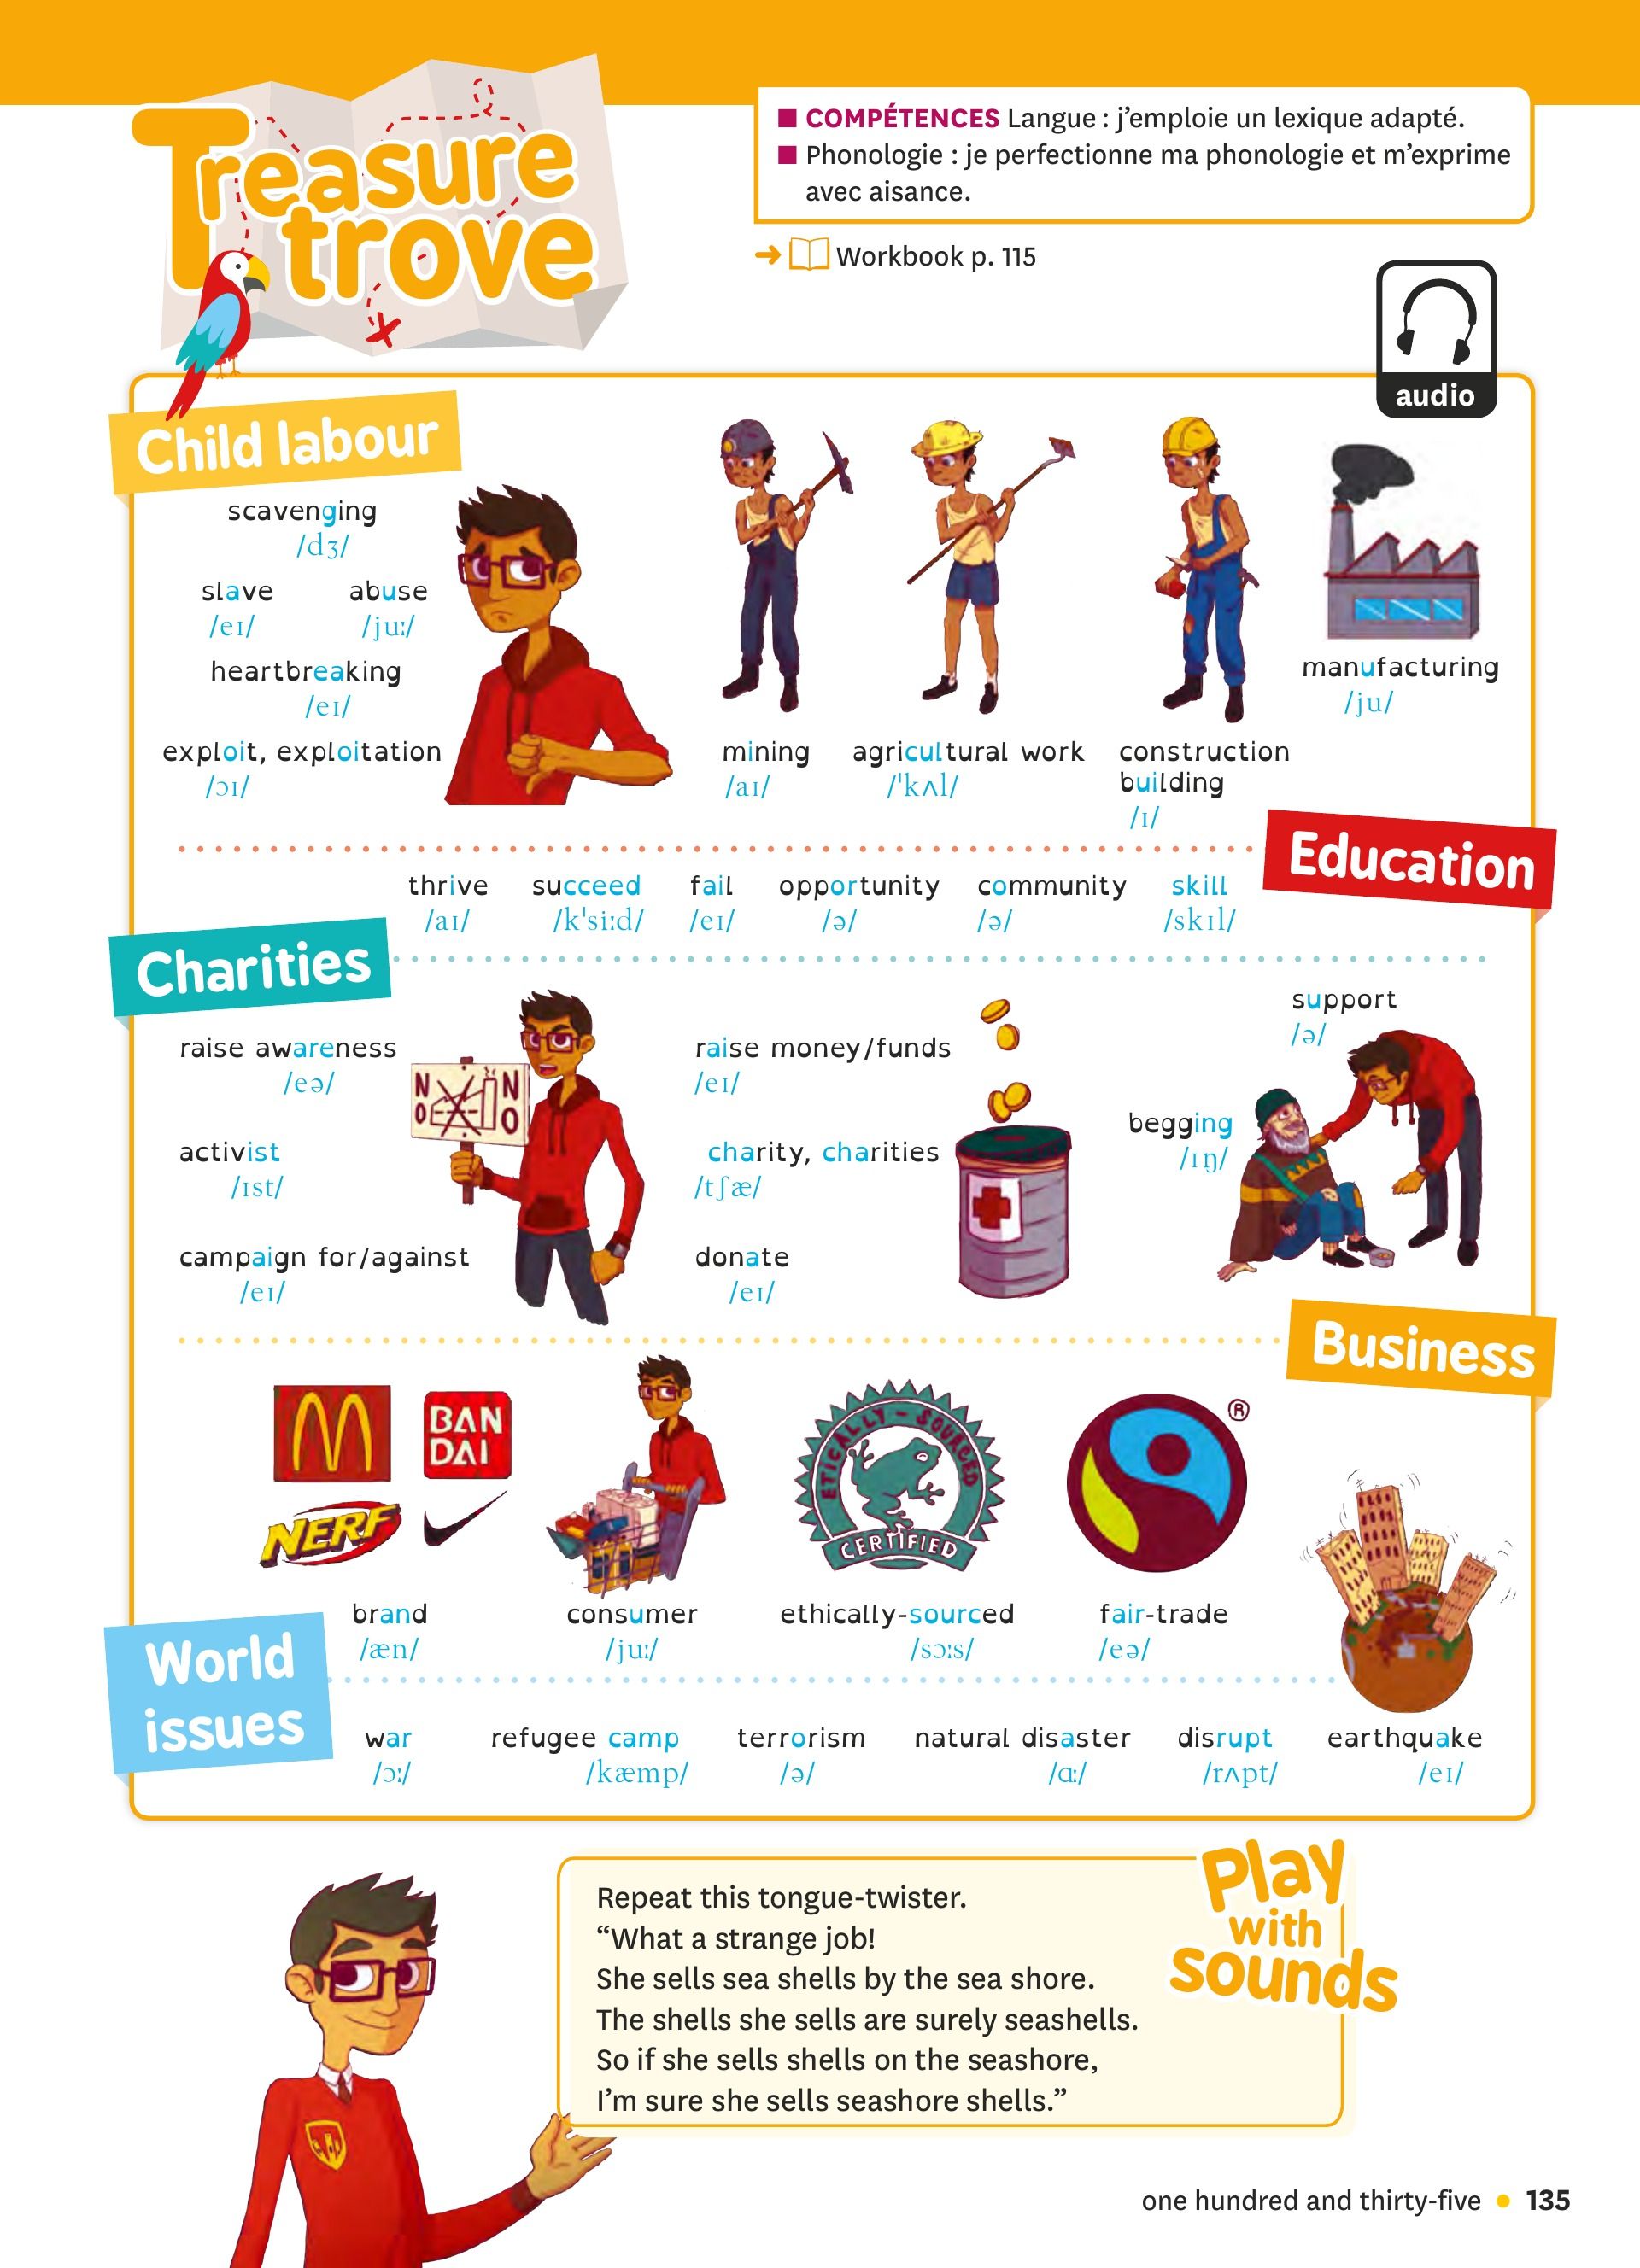 Treasure
trove
■ COMPÉTENCES Langue : j’emploie un lexique adapté.
■ Phonologie : je perfectionne ma phonologie et m’exprime
avec aisance.
➜ Workbook p. 115
audio
Child labour
scavenging
/dʒ/
slave abuse
/eɪ/ /juː/
heartbreaking
/eɪ/
exploit, exploitation
/ɔɪ/
mining
/aɪ/
agricultural work
/ˈkʌl/
construction
building
/ɪ/
manufacturing
/ju/
Education
thrive succeed fail opportunity community skill
/aɪ/ /kˈsiːd/ /eɪ/ /ə/ /ə/ /skɪl/
Charities
raise awareness
/eə/
activist
/ɪst/
campaign for/against
/eɪ/
N N
O O
raise money/funds
/eɪ/
charity, charities
/tʃæ/
donate
/eɪ/
support
/ə/
begging
/ɪŋ/
Business
M
BAN
DAI
NERF
ETICALLY - SOURCED
CERTIFIED
®
brand consumer ethically-sourced fair-trade
/æn/ /juː/ /sɔːs/ /eə/
World
issues
war refugee camp terrorism natural disaster disrupt earthquake
/ɔː/ /kæmp/ /ə/ /ɑː/ /rʌpt/ /eɪ/
Play
with
sounds
Repeat this tongue-twister.
“What a strange job!
She sells sea shells by the sea shore.
The shells she sells are surely seashells.
So if she sells shells on the seashore,
I’m sure she sells seashore shells.”
one hundred and thirty-five • 135